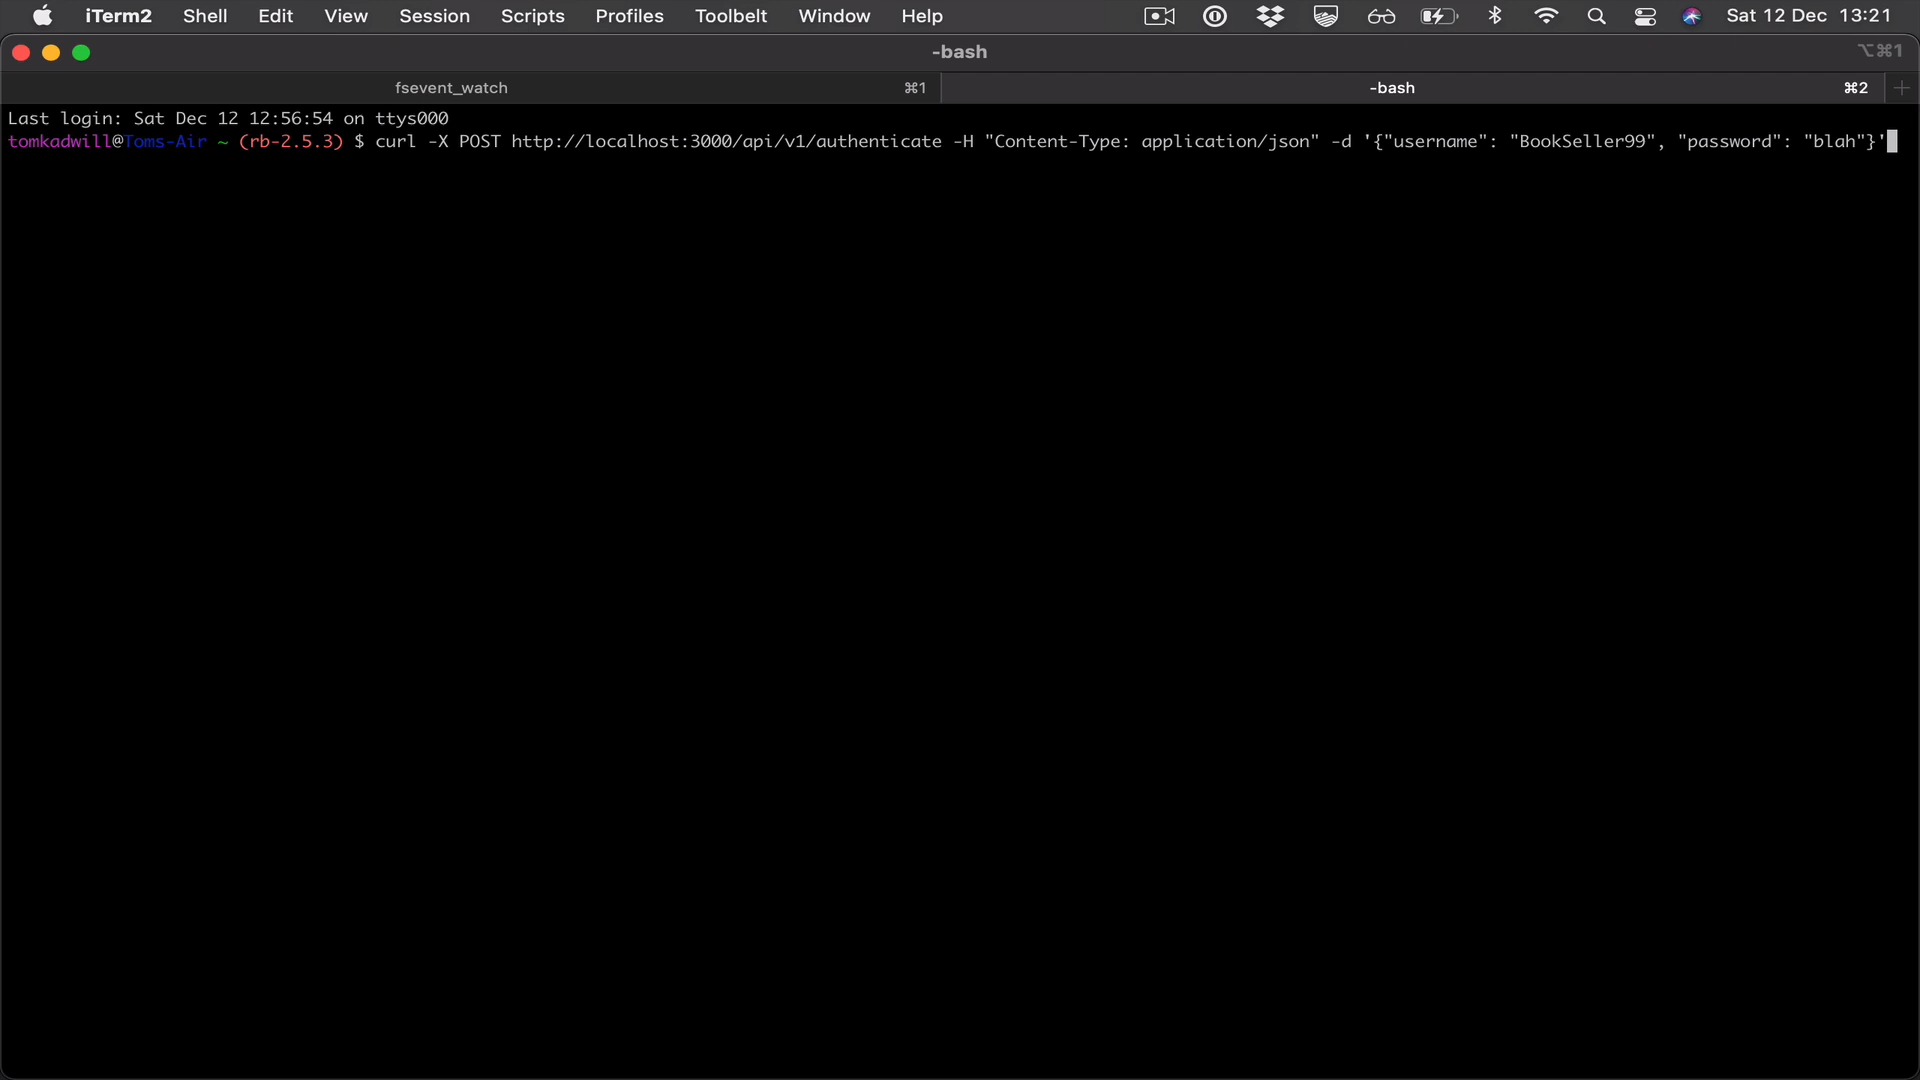 iTerm2 Shell Edit View Session Scripts Profiles Toolbelt Window Help Sat 12 Dec 13:21
-bash ⌥⌘1
fsevent_watch ⌘1 -bash ⌘2 +
Last login: Sat Dec 12 12:56:54 on ttys000
tomkadwill@Toms-Air ~ (rb-2.5.3) $ curl -X POST http://localhost:3000/api/v1/authenticate -H "Content-Type: application/json" -d '{"username": "BookSeller99", "password": "blah"}'